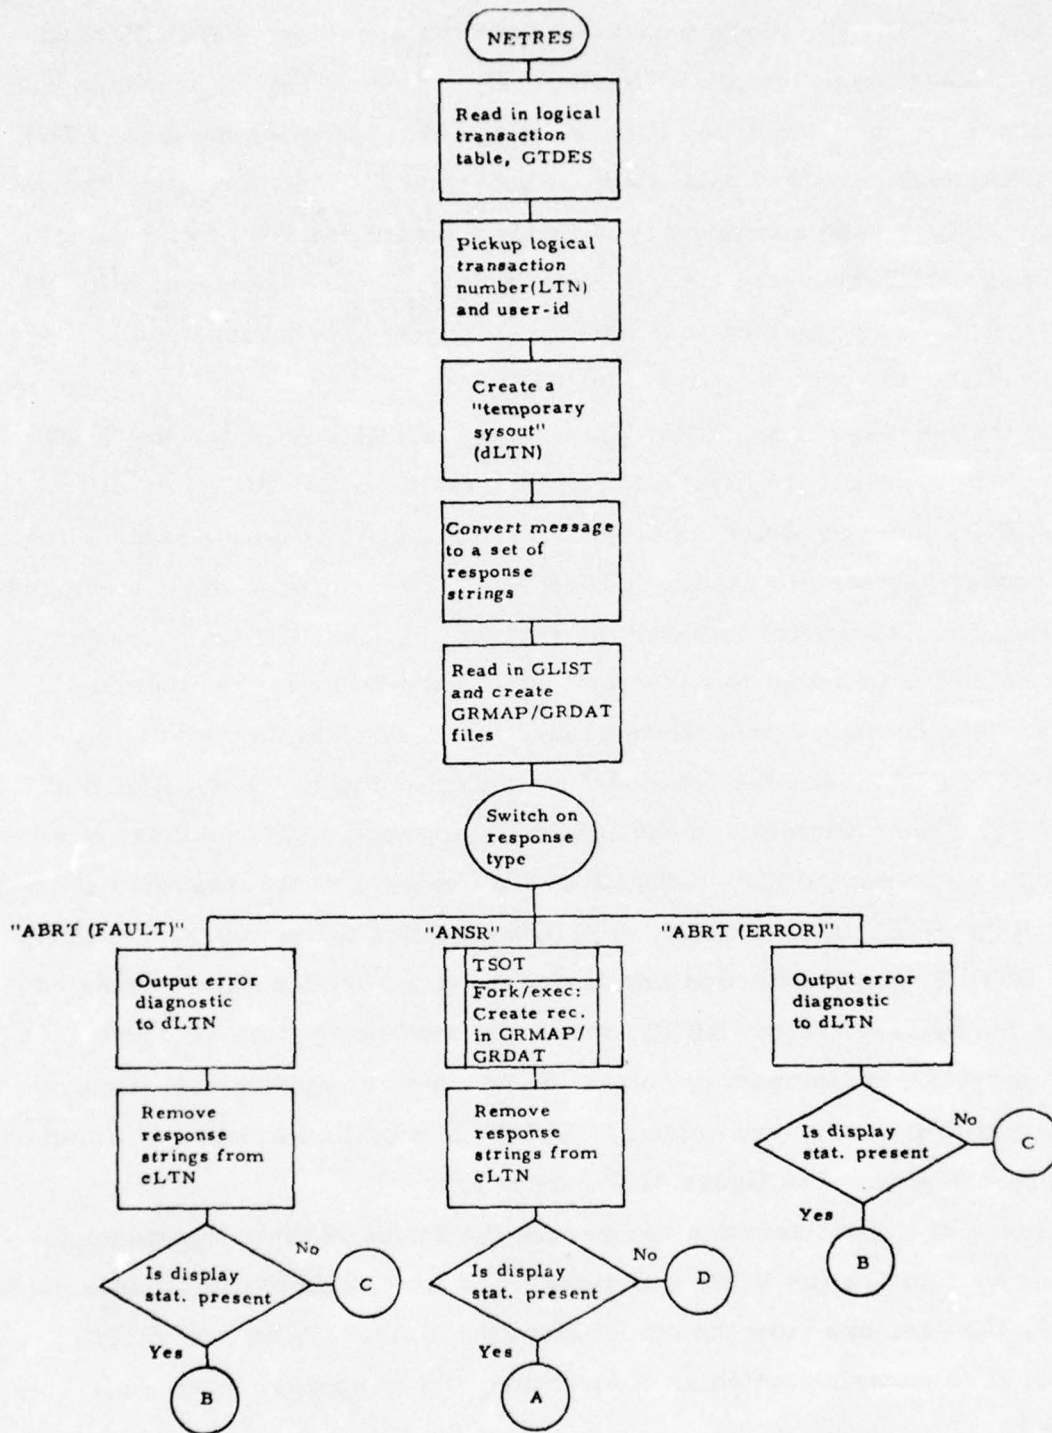 NETRES
Read in logical
transaction
table, GTDES
Pickup logical
transaction
number(LTN)
and user-id
Create a
"temporary
sysout"
(dLTN)
Convert message
to a set of
response
strings
Read in GLIST
and create
GRMAP/GRDAT
files
Switch on
response
type
"ABRT (FAULT)"
Output error
diagnostic
to dLTN
Remove
response
strings from
cLTN
Is display
stat. present
No
C
Yes
B
"ANSR"
TSOT
Fork/exec:
Create rec.
in GRMAP/
GRDAT
Remove
response
strings from
cLTN
Is display
stat. present
No
D
Yes
A
"ABRT (ERROR)"
Output error
diagnostic
to dLTN
Is display
stat. present
No
C
Yes
B